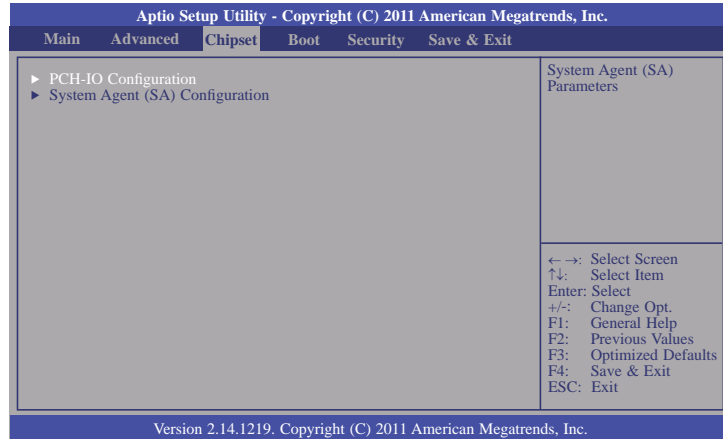 Aptio Setup Utility - Copyright (C) 2011 American Megatrends, Inc.
Main Advanced Chipset Boot Security Save & Exit
► PCH-IO Configuration
► System Agent (SA) Configuration
System Agent (SA)
Parameters
← →: Select Screen
↑↓: Select Item
Enter: Select
+/-: Change Opt.
F1: General Help
F2: Previous Values
F3: Optimized Defaults
F4: Save & Exit
ESC: Exit
Version 2.14.1219. Copyright (C) 2011 American Megatrends, Inc.